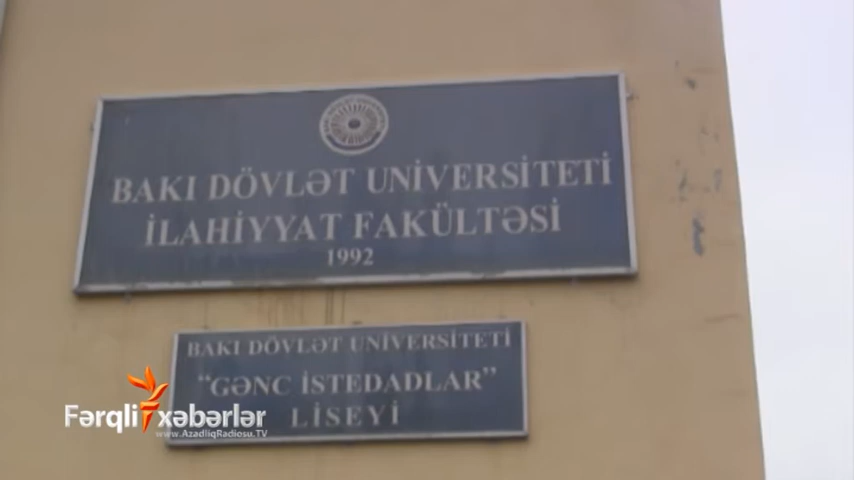 BAKI DÖVLƏT UNİVERSİTETİ
İLAHİYYAT FAKÜLTƏSİ
1992
BAKI DÖVLƏT UNİVERSİTETİ
"GƏNC İSTEDADLAR"
LİSEYİ
Fərqli xəbərlər
www.AzadliqRadiosu.TV